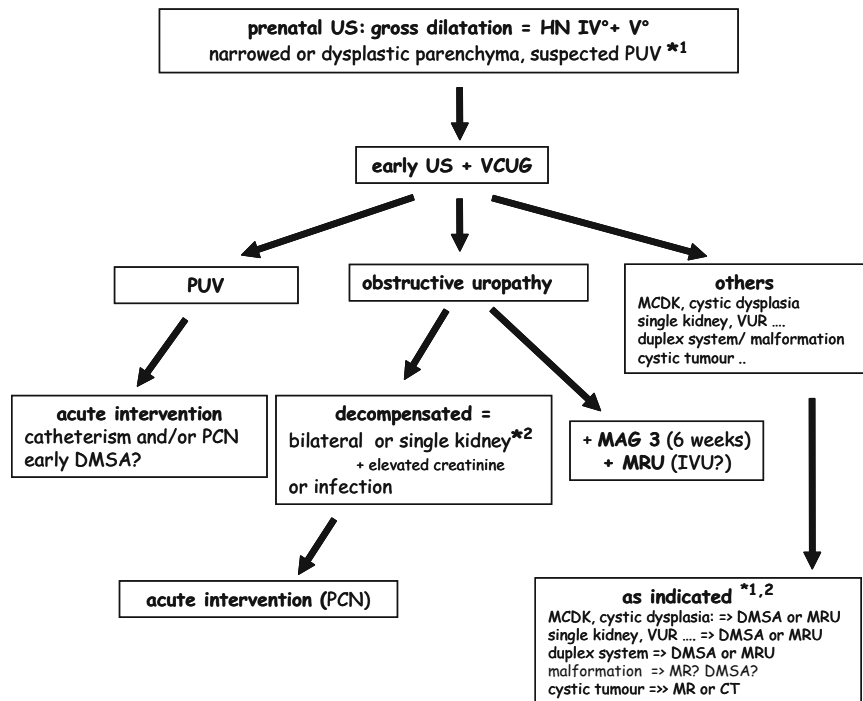 prenatal US: gross dilatation = HN IV°+ V°
narrowed or dysplastic parenchyma, suspected PUV *1
early US + VCUG
PUV
obstructive uropathy
others
MCDK, cystic dysplasia
single kidney, VUR ....
duplex system/ malformation
cystic tumour ..
acute intervention
catheterism and/or PCN
early DMSA?
decompensated =
bilateral or single kidney*2
+ elevated creatinine
or infection
+ MAG 3 (6 weeks)
+ MRU (IVU?)
acute intervention (PCN)
as indicated *1,2
MCDK, cystic dysplasia: => DMSA or MRU
single kidney, VUR .... => DMSA or MRU
duplex system => DMSA or MRU
malformation => MR? DMSA?
cystic tumour =>> MR or CT